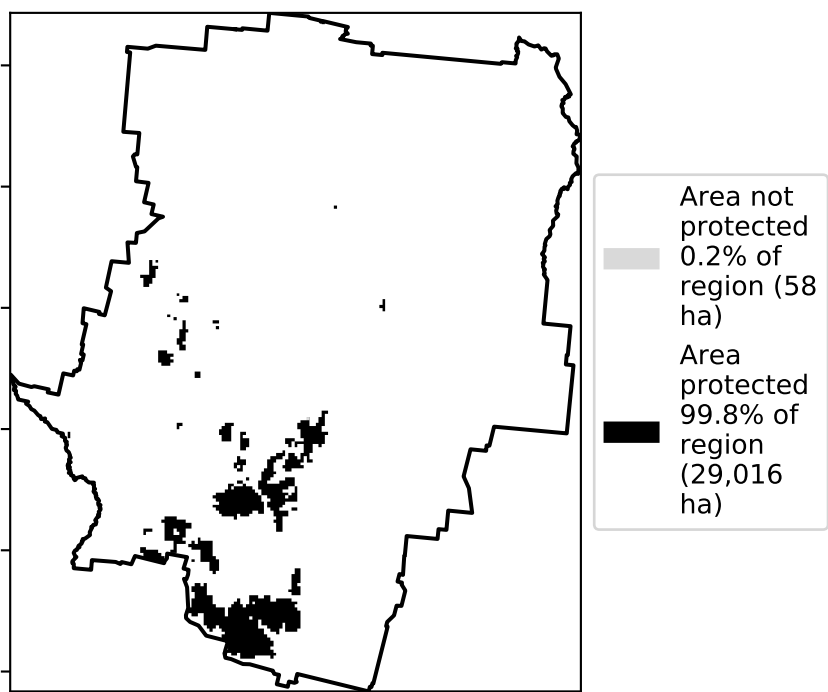 Area not
protected
0.2% of
region (58
ha)
Area
protected
99.8% of
region
(29,016
ha)